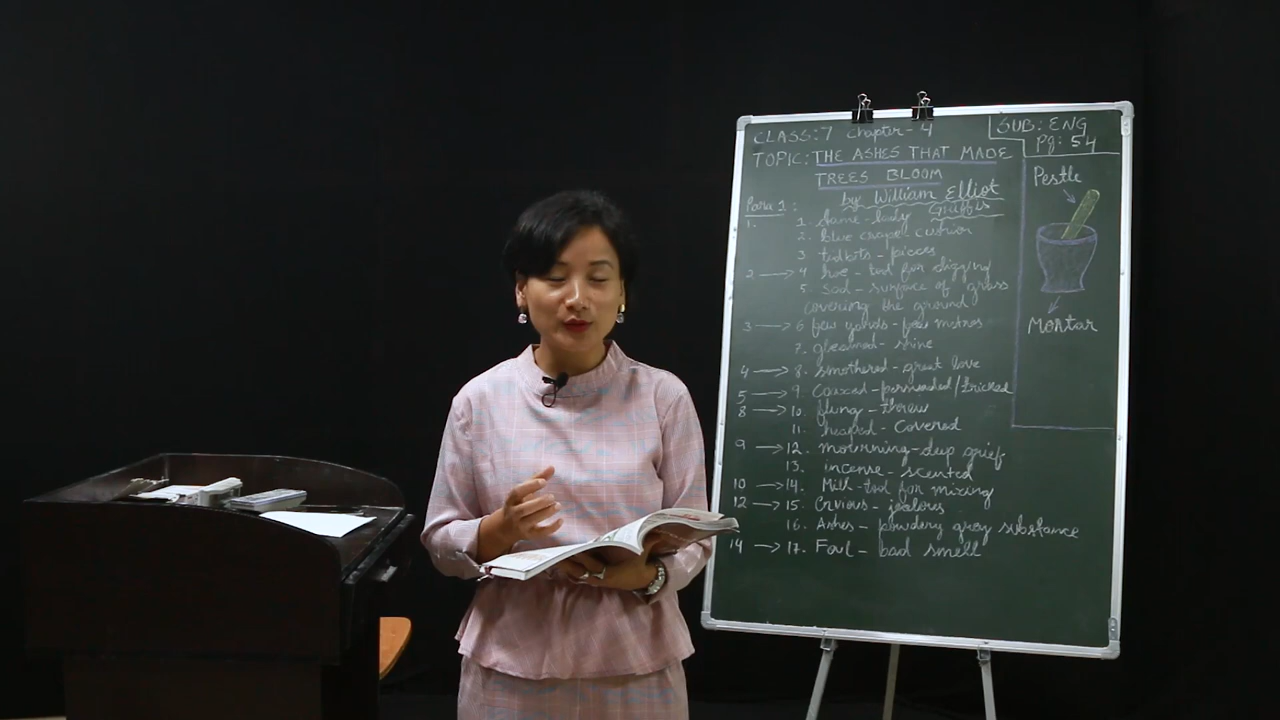 CLASS: 7 Chapter - 4
SUB: ENG
Pg: 54
TOPIC: THE ASHES THAT MADE
TREES BLOOM
by William Elliot
Griffis
Para 1:
1. 1. Fame - lady
2. blue crape cushion
3. tidbits - pieces
2 → 4 hoe - tool for digging
5. Sod - surface of grass
covering the ground
3 → 6 few yards - few metres
7. gleamed - shine
4 → 8. smothered - great love
5 → 9. Coaxed - persuaded/tricked
8 → 10. flung - threw
11. heaped - Covered
9 → 12. mourning - deep grief
13. incense - scented
10 → 14. Mill - tool for mixing
12 → 15. Envious - jealous
16. Ashes - powdery grey substance
14 → 17. Foul - bad smell
Pestle
Mortar